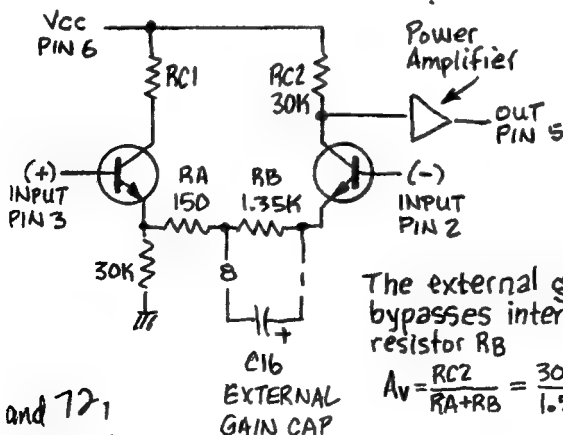 VCC
PIN 6
RC1
RC2
30K
Power
Amplifier
OUT
PIN 5
(+)
INPUT
PIN 3
RA
150
RB
1.35K
(-)
INPUT
PIN 2
30K
8
1
+
C16
EXTERNAL
GAIN CAP
The external
bypasses
resistor RB
Av = RC2 / RA+RB = 30
and 72,